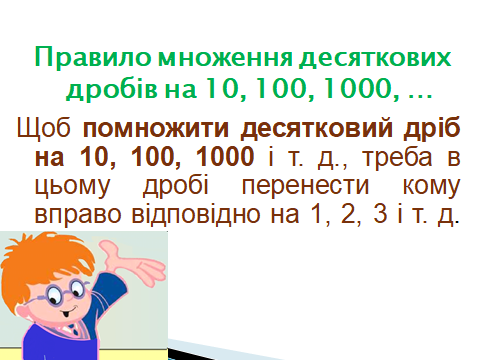 Правило множення десяткових
дробів на 10, 100, 1000, …
Щоб помножити десятковий дріб
на 10, 100, 1000 і т. д., треба в
цьому дробі перенести кому
вправо відповідно на 1, 2, 3 і т. д.